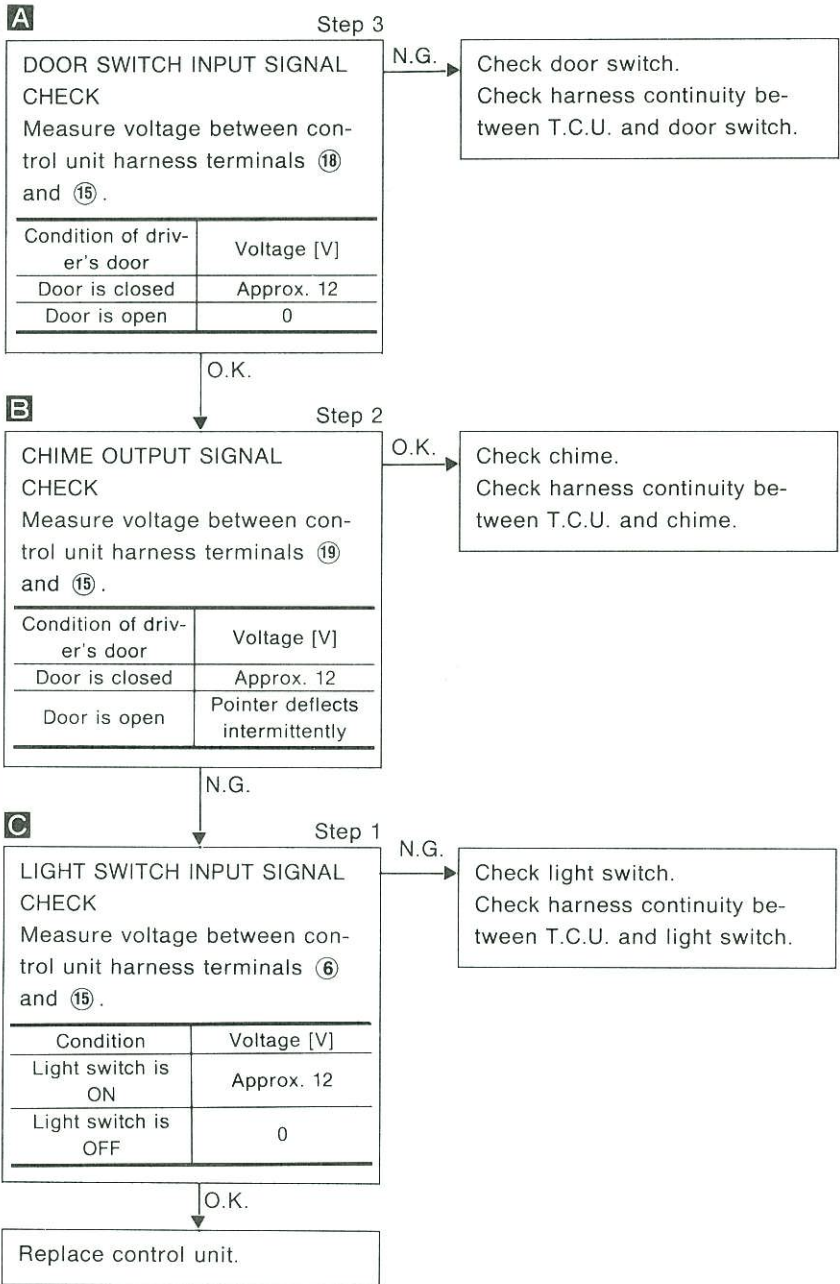 A
Step 3
DOOR SWITCH INPUT SIGNAL
CHECK
Measure voltage between con-
trol unit harness terminals ⑱
and ⑮.
Condition of driv-
er's door
Voltage [V]
Door is closed
Approx. 12
Door is open
0
N.G.
Check door switch.
Check harness continuity be-
tween T.C.U. and door switch.
O.K.
B
Step 2
CHIME OUTPUT SIGNAL
CHECK
Measure voltage between con-
trol unit harness terminals ⑲
and ⑮.
Condition of driv-
er's door
Voltage [V]
Door is closed
Approx. 12
Door is open
Pointer deflects
intermittently
O.K.
Check chime.
Check harness continuity be-
tween T.C.U. and chime.
N.G.
C
Step 1
LIGHT SWITCH INPUT SIGNAL
CHECK
Measure voltage between con-
trol unit harness terminals ⑥
and ⑮.
Condition
Voltage [V]
Light switch is
ON
Approx. 12
Light switch is
OFF
0
N.G.
Check light switch.
Check harness continuity be-
tween T.C.U. and light switch.
O.K.
Replace control unit.